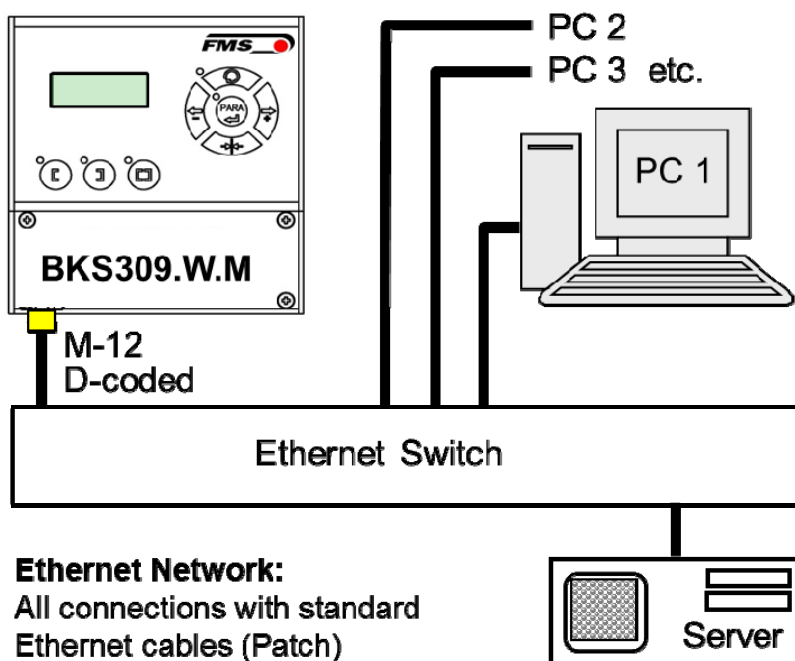 FMS
PC 2
PC 3 etc.
PARA
PC 1
BKS309.W.M
M-12
D-coded
Ethernet Switch
Ethernet Network:
All connections with standard
Ethernet cables (Patch)
Server